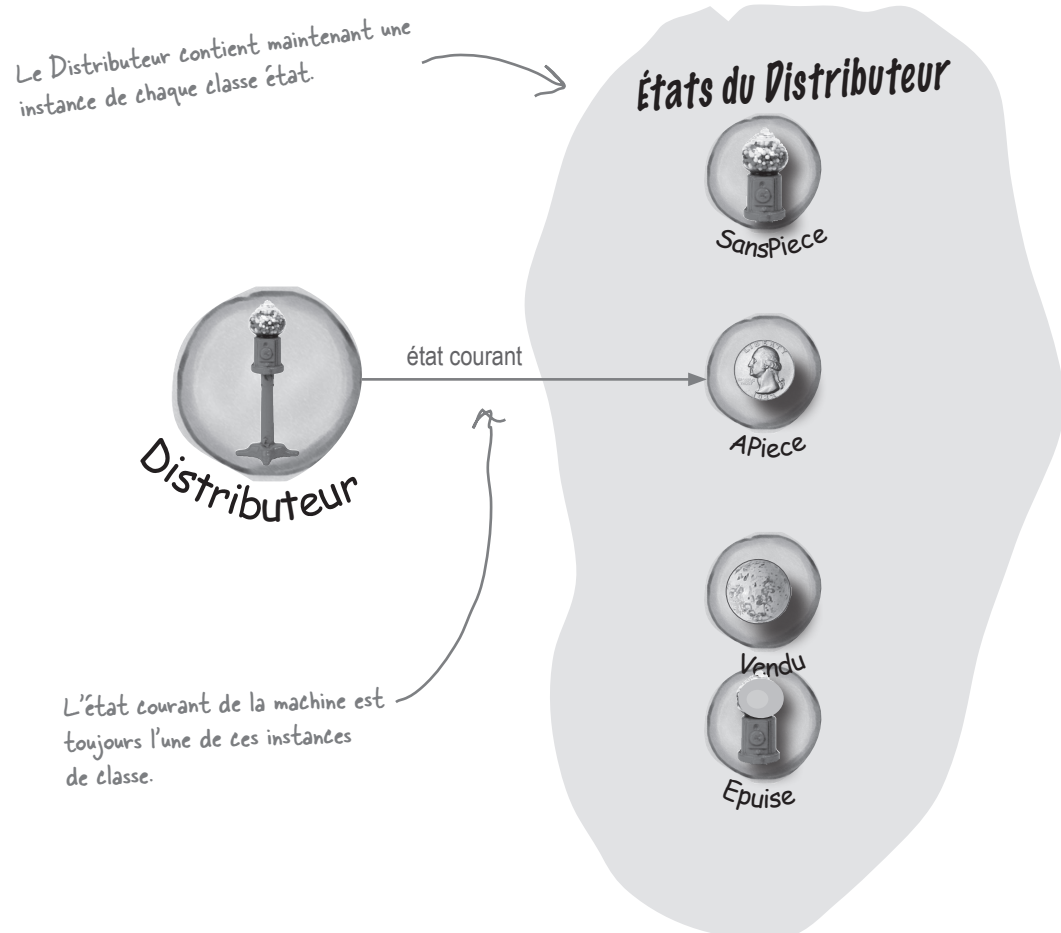 Le Distributeur contient maintenant une
instance de chaque classe état.
États du Distributeur
SansPiece
état courant
APiece
Distributeur
Vendu
L'état courant de la machine est
toujours l'une de ces instances
de classe.
Epuise